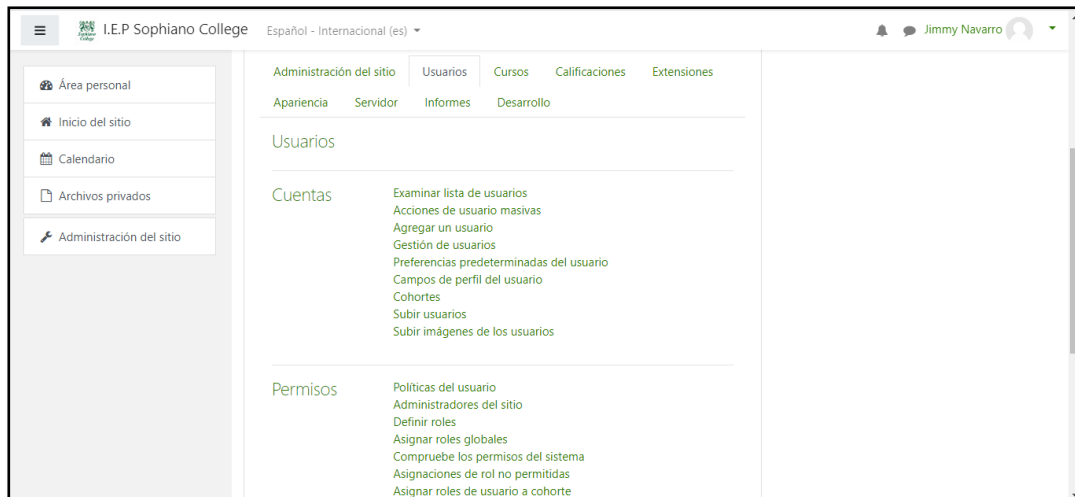 I.E.P Sophiano College Español - Internacional (es) Jimmy Navarro
Área personal
Inicio del sitio
Calendario
Archivos privados
Administración del sitio
Administración del sitio Usuarios Cursos Calificaciones Extensiones
Apariencia Servidor Informes Desarrollo
Usuarios
Cuentas
Examinar lista de usuarios
Acciones de usuario masivas
Agregar un usuario
Gestión de usuarios
Preferencias predeterminadas del usuario
Campos de perfil del usuario
Cohortes
Subir usuarios
Subir imágenes de los usuarios
Permisos
Políticas del usuario
Administradores del sitio
Definir roles
Asignar roles globales
Compruebe los permisos del sistema
Asignaciones de rol no permitidas
Asignar roles de usuario a cohorte